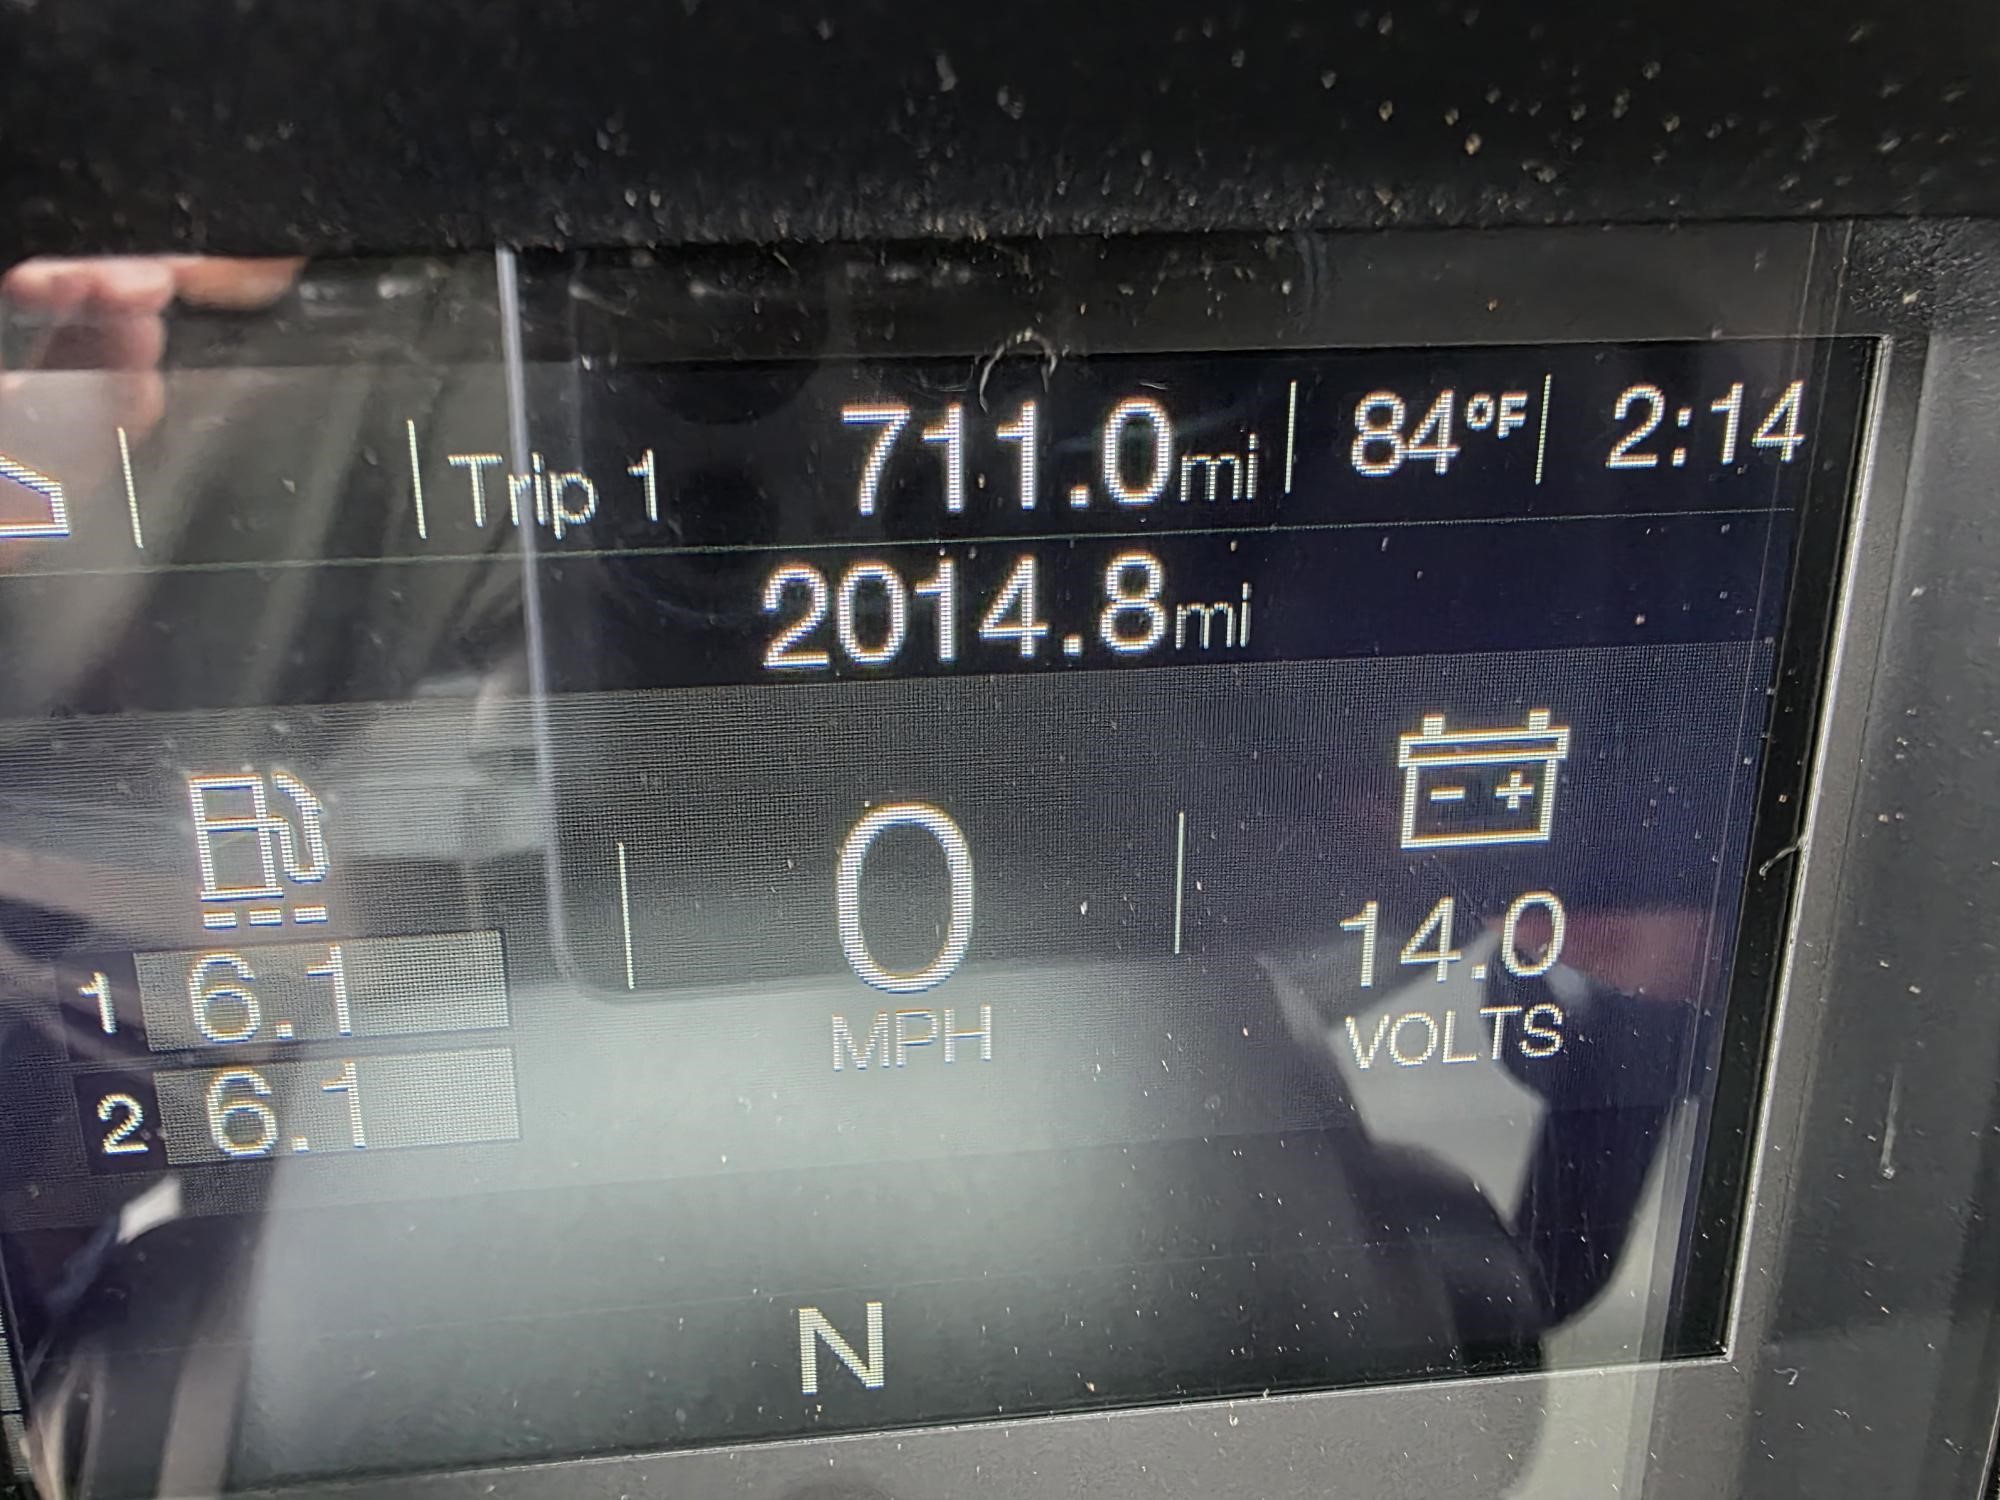 Trip 1 711.0mi 84°F 2:14
2014.8mi
- +
1 6.1
2 6.1
0
MPH
14.0
VOLTS
N